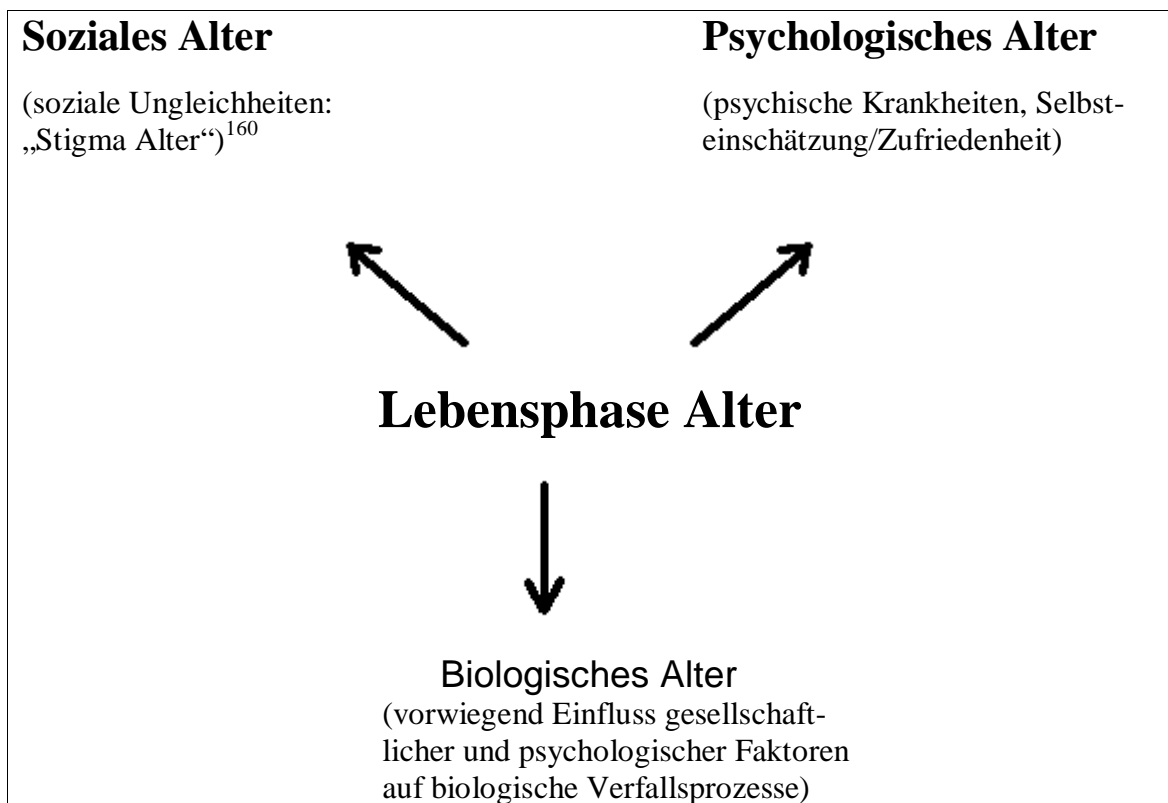 Soziales Alter
(soziale Ungleichheiten:
„Stigma Alter“)160
Psychologisches Alter
(psychische Krankheiten, Selbst-
einschätzung/Zufriedenheit)
Lebensphase Alter
Biologisches Alter
(vorwiegend Einfluss gesellschaft-
licher und psychologischer Faktoren
auf biologische Verfallsprozesse)